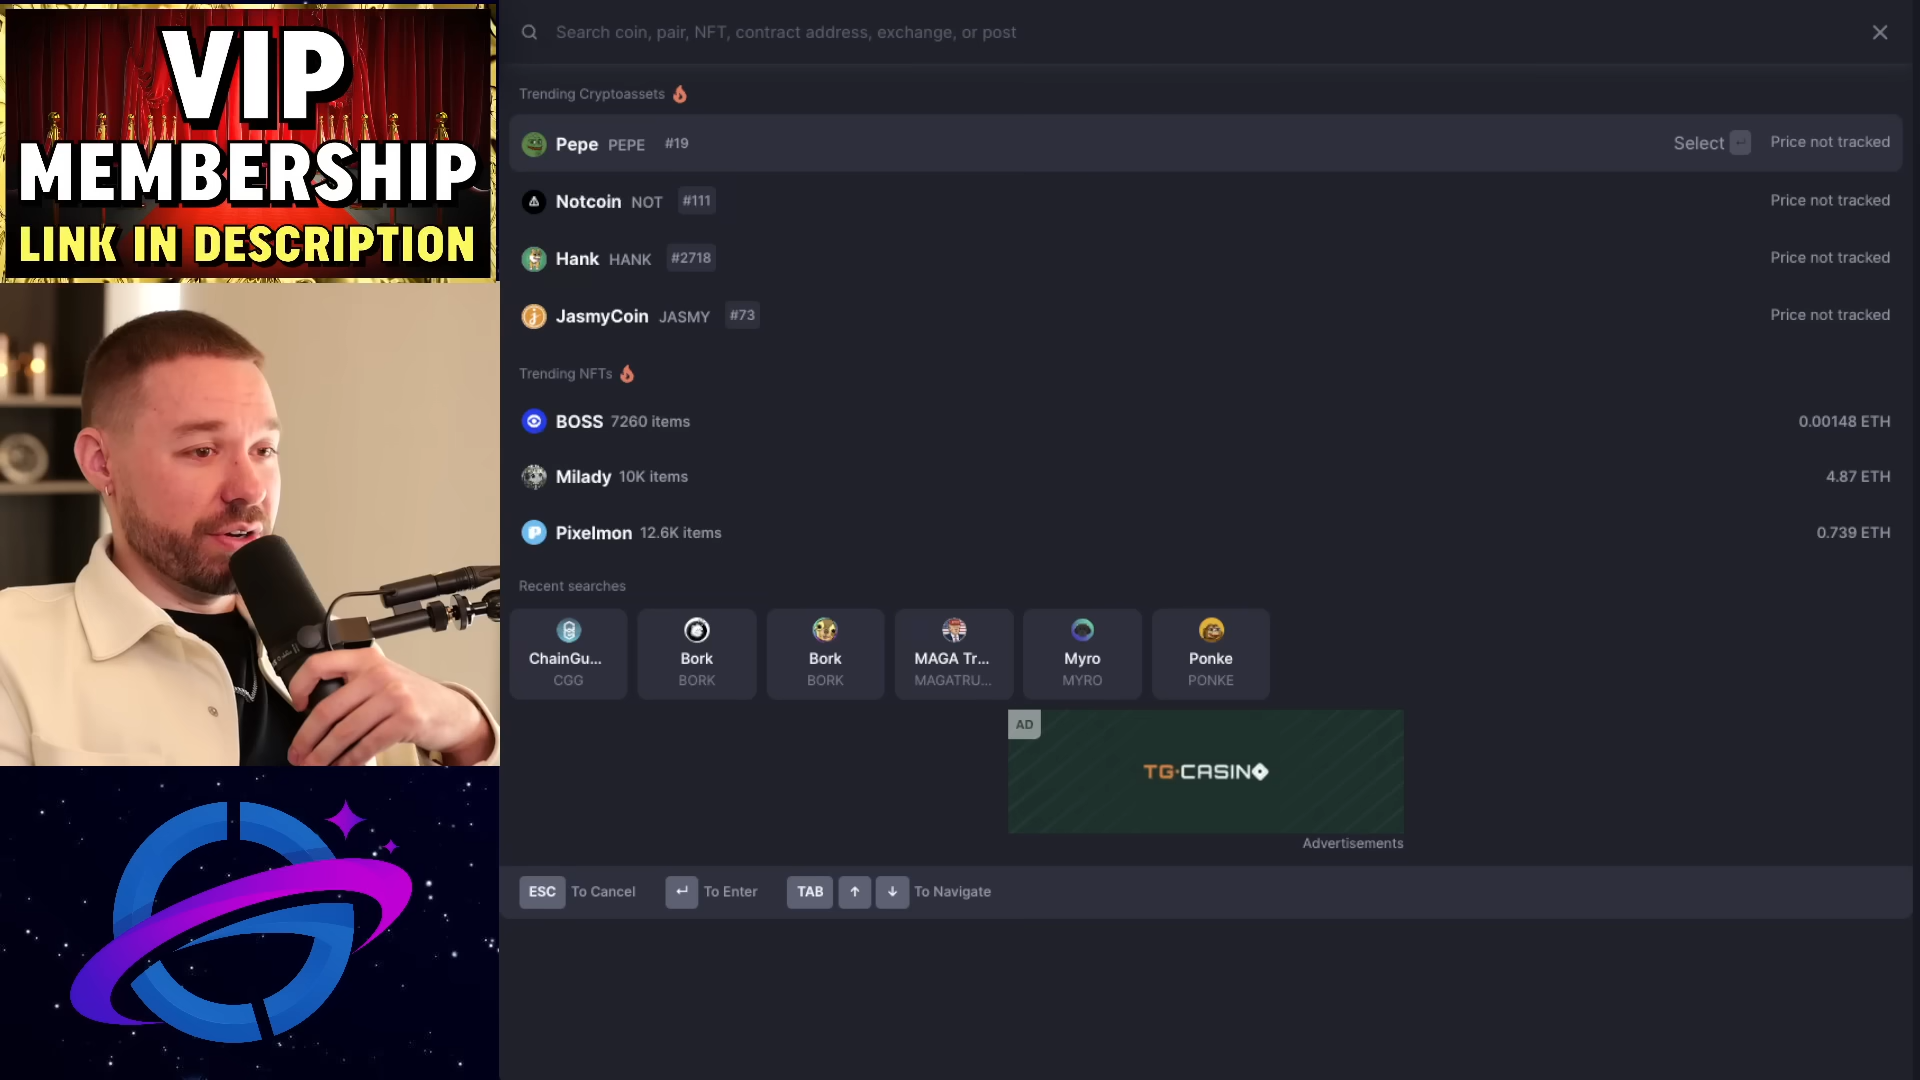 VIP
MEMBERSHIP
LINK IN DESCRIPTION
Search coin, pair, NFT, contract address, exchange, or post
Trending Cryptoassets
Pepe PEPE #19 Select Price not tracked
Notcoin NOT #111 Price not tracked
Hank HANK #2718 Price not tracked
JasmyCoin JASMY #73 Price not tracked
Trending NFTs
BOSS 7260 items 0.00148 ETH
Milady 10K items 4.87 ETH
Pixelmon 12.6K items 0.739 ETH
Recent searches
ChainGu... Bork Bork MAGA Tr... Myro Ponke
CGG BORK BORK MAGATRU... MYRO PONKE
AD
TG·CASINO
Advertisements
ESC To Cancel ↵ To Enter TAB ↑ ↓ To Navigate